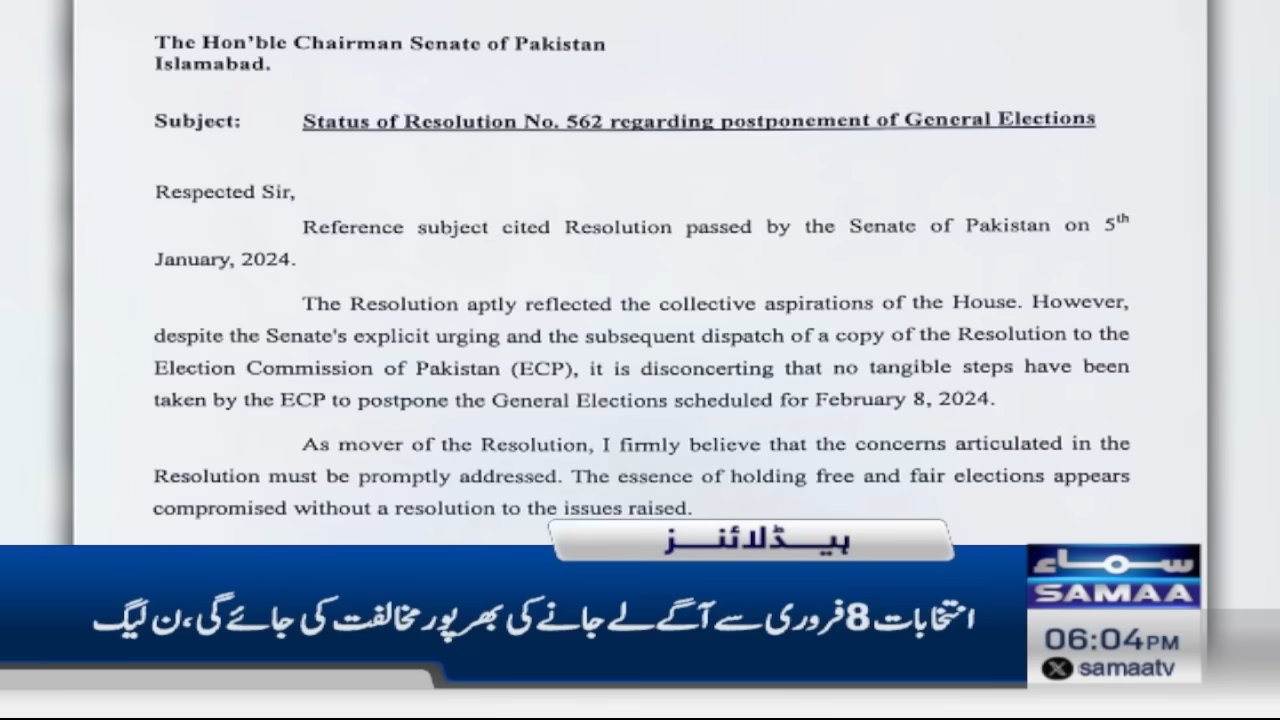 The Hon'ble Chairman Senate of Pakistan
Islamabad.
Subject: Status of Resolution No. 562 regarding postponement of General Elections
Respected Sir,
Reference subject cited Resolution passed by the Senate of Pakistan on 5th
January, 2024.
The Resolution aptly reflected the collective aspirations of the House. However,
despite the Senate's explicit urging and the subsequent dispatch of a copy of the Resolution to the
Election Commission of Pakistan (ECP), it is disconcerting that no tangible steps have been
taken by the ECP to postpone the General Elections scheduled for February 8, 2024.
As mover of the Resolution, I firmly believe that the concerns articulated in the
Resolution must be promptly addressed. The essence of holding free and fair elections appears
compromised without a resolution to the issues raised.
ہیڈلائنز
انتخابات 8 فروری سے آگے لے جانے کی بھرپور مخالفت کی جائے گی، ن لیگ
سماء
SAMAA
06:04PM
X samaatv